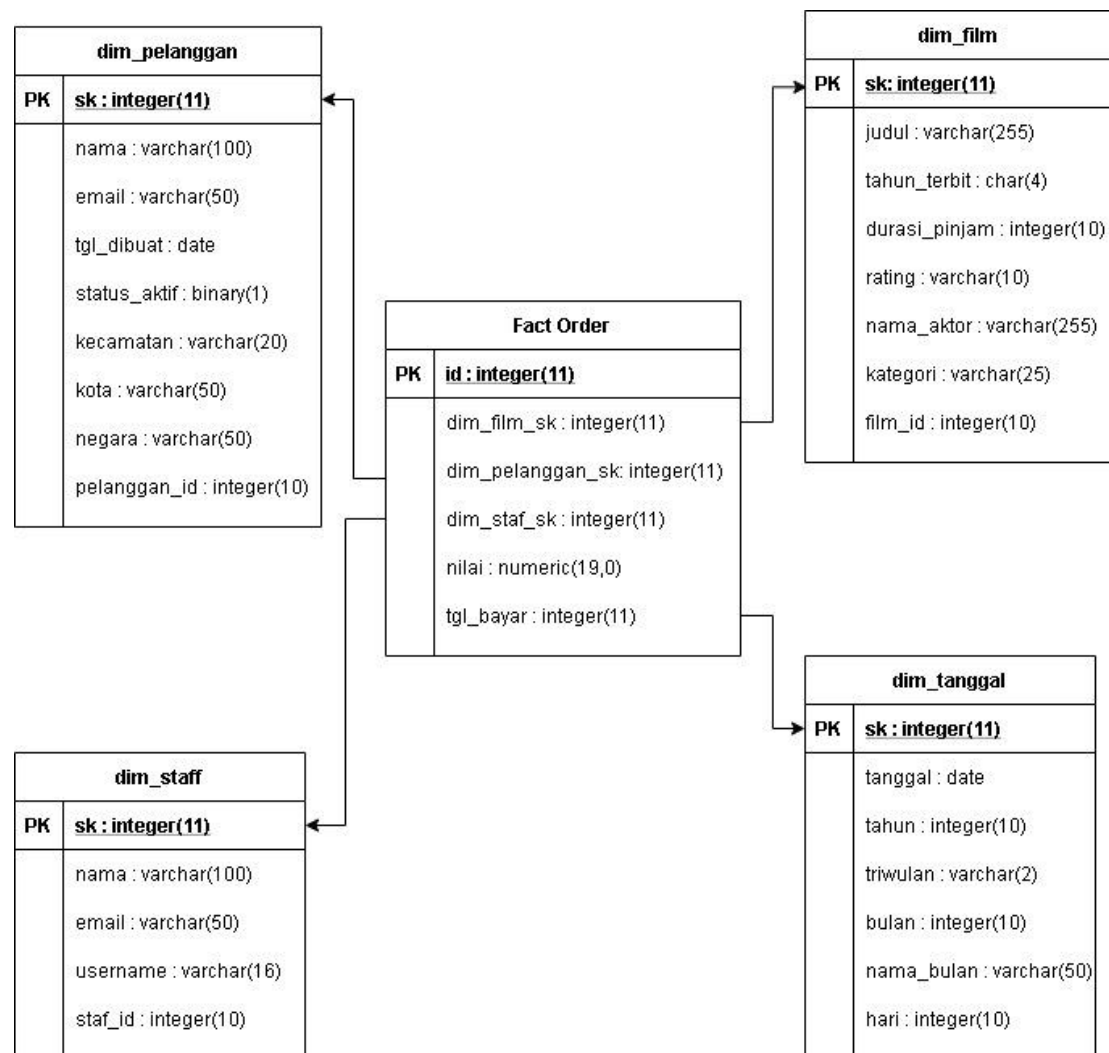 dim_pelanggan
PK sk : integer(11)
nama : varchar(100)
email : varchar(50)
tgl_dibuat : date
status_aktif : binary(1)
kecamatan : varchar(20)
kota : varchar(50)
negara : varchar(50)
pelanggan_id : integer(10)
dim_film
PK sk: integer(11)
judul : varchar(255)
tahun_terbit : char(4)
durasi_pinjam : integer(10)
rating : varchar(10)
nama_aktor : varchar(255)
kategori : varchar(25)
film_id : integer(10)
Fact Order
PK id : integer(11)
dim_film_sk : integer(11)
dim_pelanggan_sk: integer(11)
dim_staf_sk : integer(11)
nilai : numeric(19,0)
tgl_bayar : integer(11)
dim_staff
PK sk : integer(11)
nama : varchar(100)
email : varchar(50)
username : varchar(16)
staf_id : integer(10)
dim_tanggal
PK sk : integer(11)
tanggal : date
tahun : integer(10)
triwulan : varchar(2)
bulan : integer(10)
nama_bulan : varchar(50)
hari : integer(10)